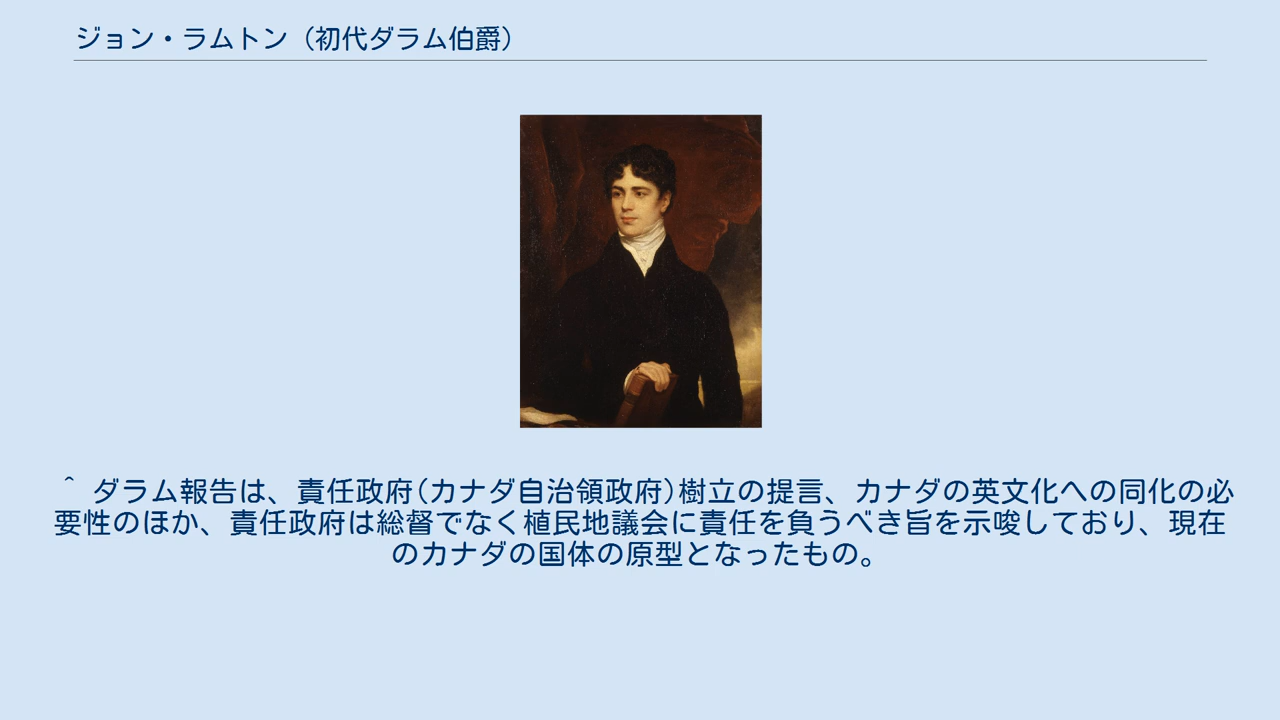 ジョン・ラムトン（初代ダラム伯爵）
^ ダラム報告は、責任政府(カナダ自治領政府)樹立の提言、カナダの英文化への同化の必
要性のほか、責任政府は総督でなく植民地議会に責任を負うべき旨を示唆しており、現在
のカナダの国体の原型となったもの。